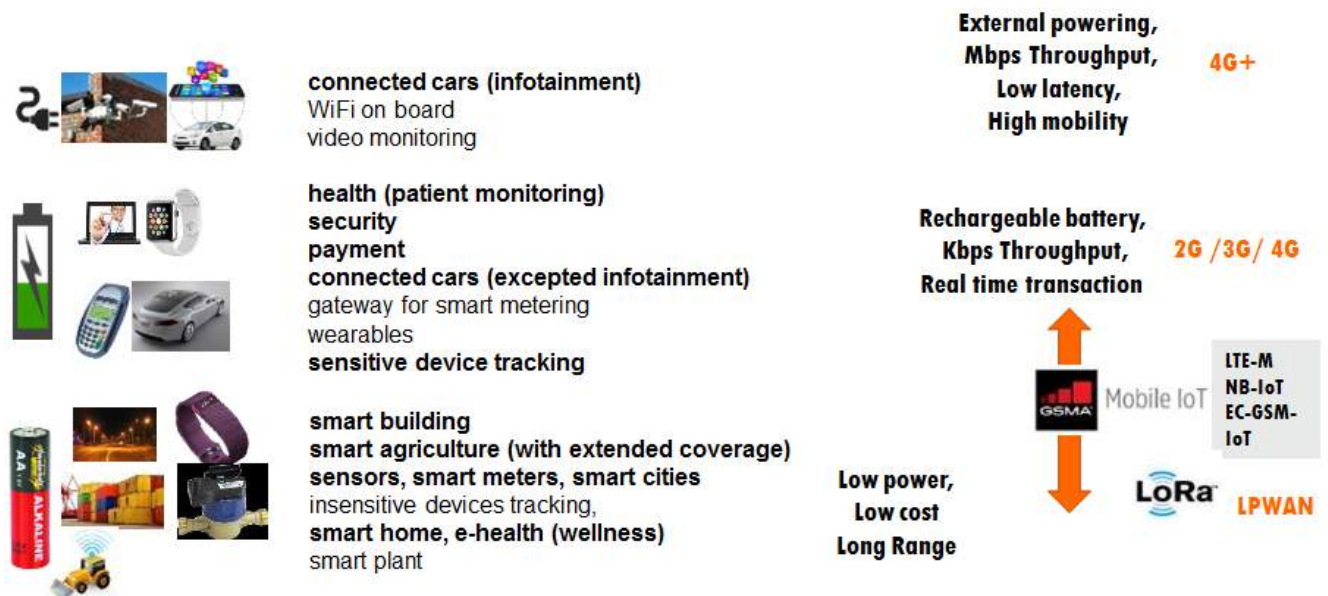 connected cars (infotainment)
WiFi on board
video monitoring
External powering,
Mbps Throughput,
Low latency,
High mobility
4G+
health (patient monitoring)
security
payment
connected cars (excepted infotainment)
gateway for smart metering
wearables
sensitive device tracking
Rechargeable battery,
Kbps Throughput,
Real time transaction
2G /3G/ 4G
GSMA
Mobile IoT
LTE-M
NB-IoT
EC-GSM-
IoT
AA
ALKALINE
smart building
smart agriculture (with extended coverage)
sensors, smart meters, smart cities
insensitive devices tracking,
smart home, e-health (wellness)
smart plant
Low power,
Low cost
Long Range
LoRa
LPWAN